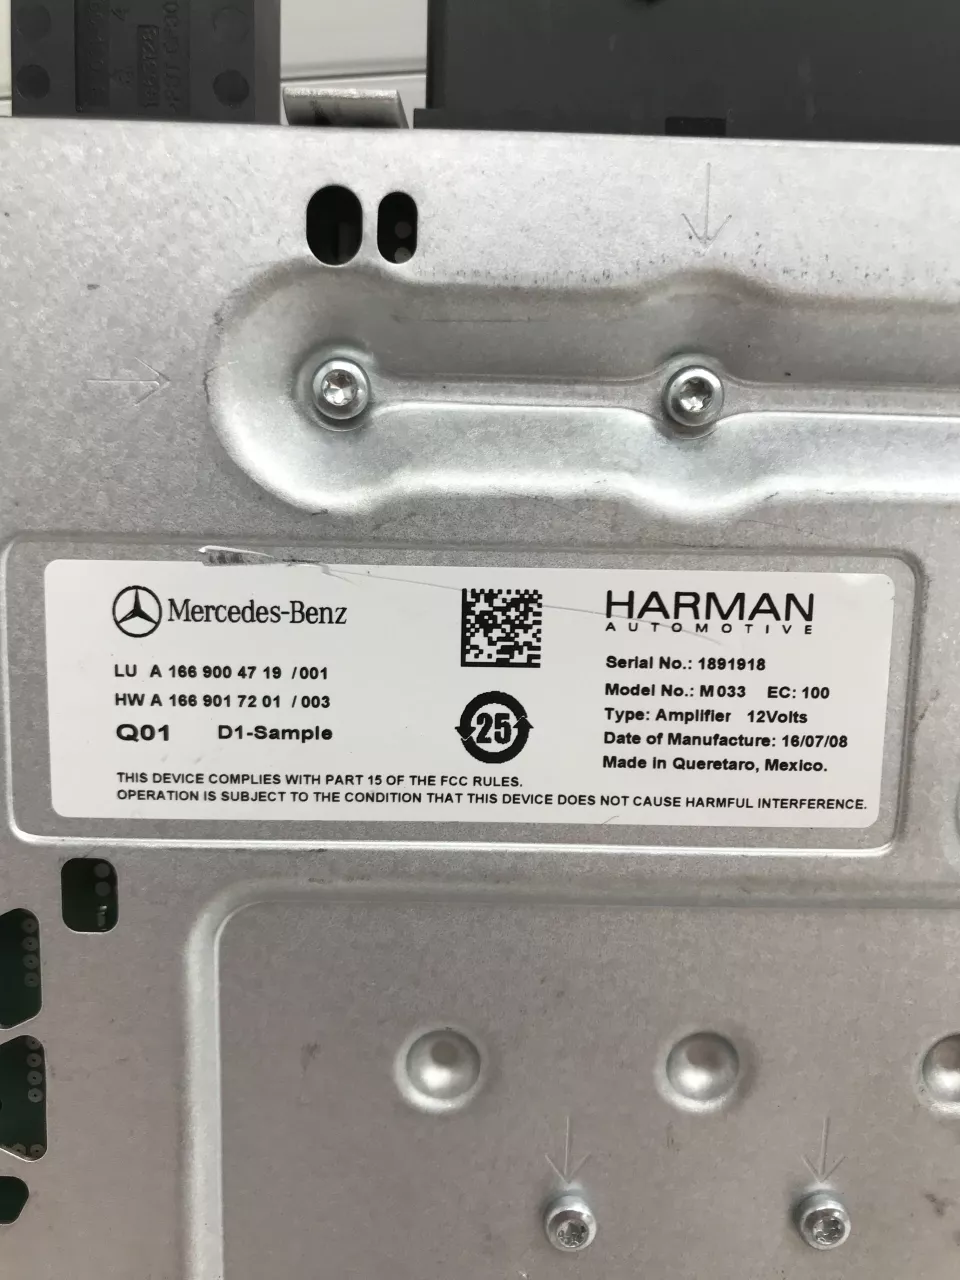 Mercedes-Benz
LU A 166 900 47 19 /001
HW A 166 901 72 01 /003
Q01 D1-Sample
25
HARMAN
AUTOMOTIVE
Serial No.: 1891918
Model No.: M033 EC: 100
Type: Amplifier 12Volts
Date of Manufacture: 16/07/08
Made in Queretaro, Mexico.
THIS DEVICE COMPLIES WITH PART 15 OF THE FCC RULES.
OPERATION IS SUBJECT TO THE CONDITION THAT THIS DEVICE DOES NOT CAUSE HARMFUL INTERFERENCE.